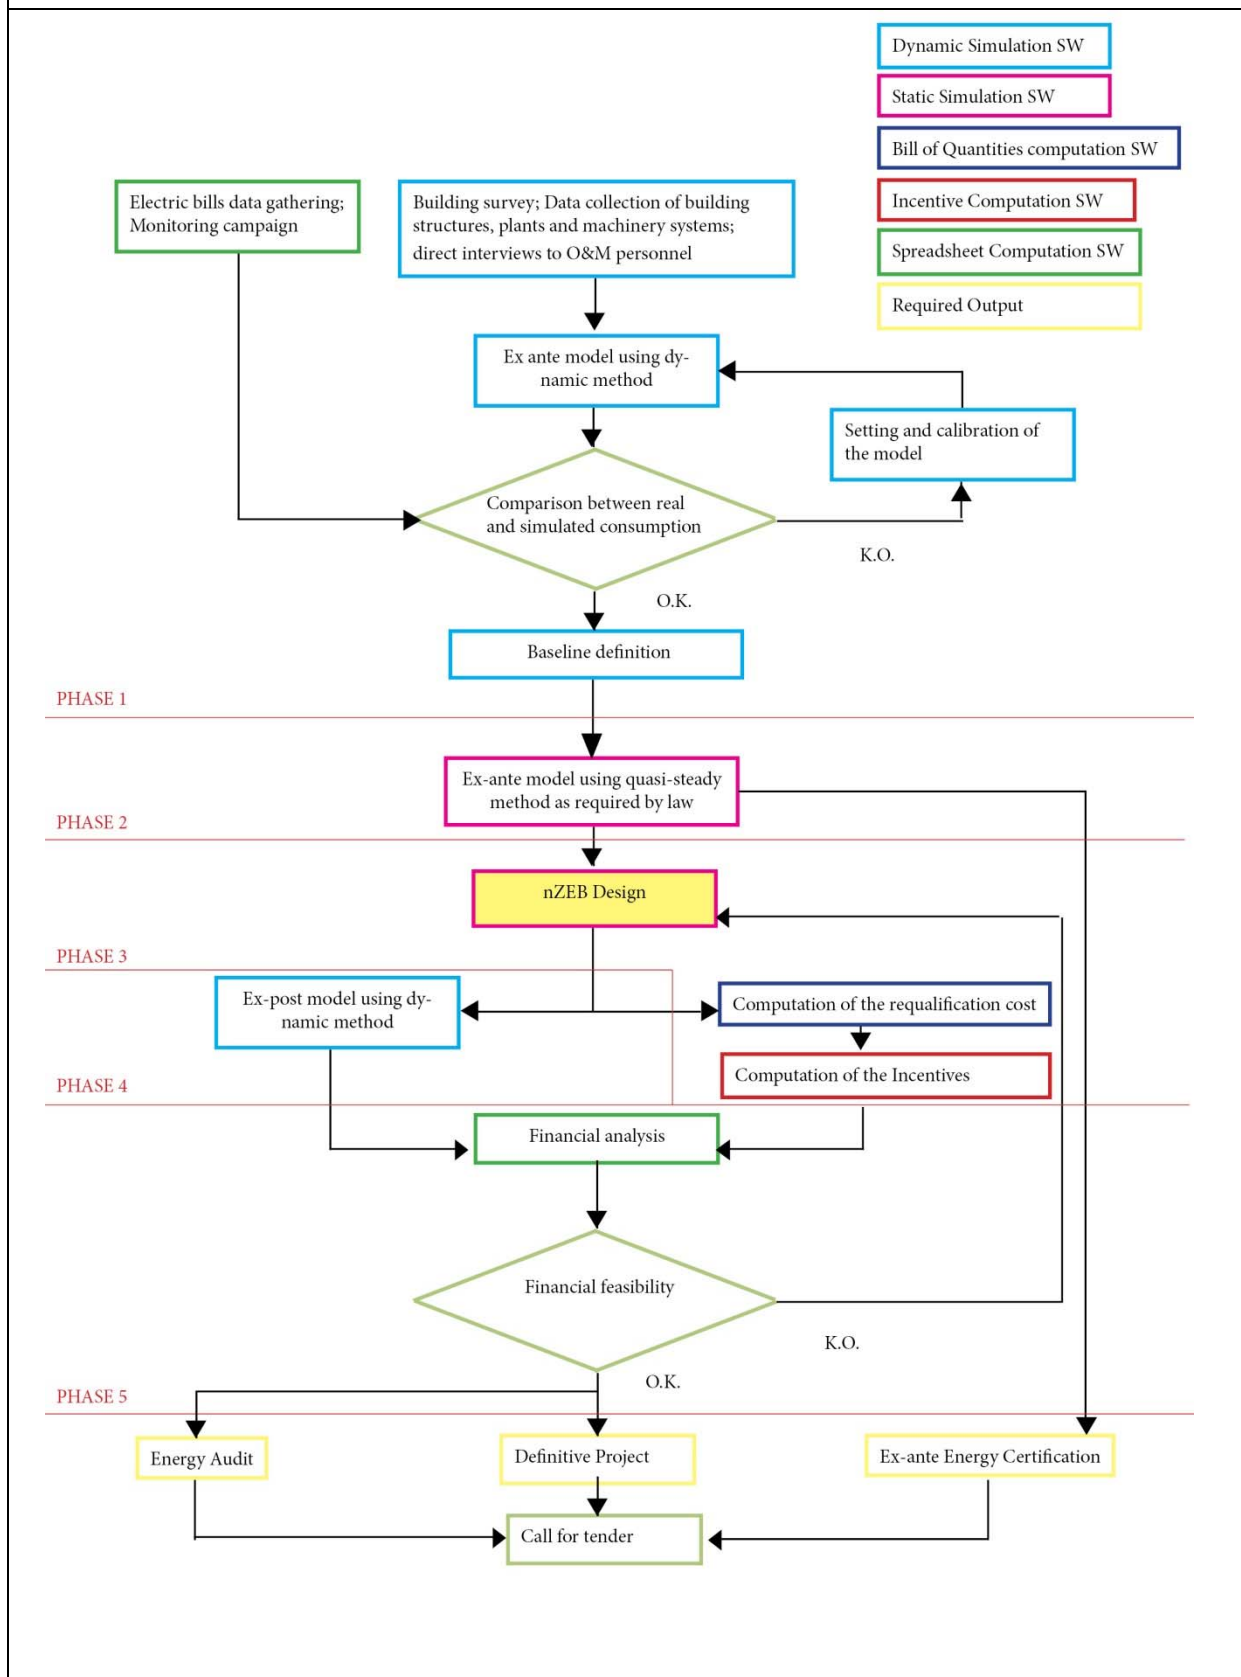 Dynamic Simulation SW
Static Simulation SW
Bill of Quantities computation SW
Incentive Computation SW
Spreadsheet Computation SW
Required Output
Electric bills data gathering;
Monitoring campaign
Building survey; Data collection of building
structures, plants and machinery systems;
direct interviews to O&M personnel
Ex ante model using dy-
namic method
Setting and calibration of
the model
Comparison between real
and simulated consumption
K.O.
O.K.
Baseline definition
PHASE 1
Ex-ante model using quasi-steady
method as required by law
PHASE 2
nZEB Design
PHASE 3
Ex-post model using dy-
namic method
Computation of the requalification cost
Computation of the Incentives
PHASE 4
Financial analysis
Financial feasibility
K.O.
O.K.
PHASE 5
Energy Audit
Definitive Project
Ex-ante Energy Certification
Call for tender